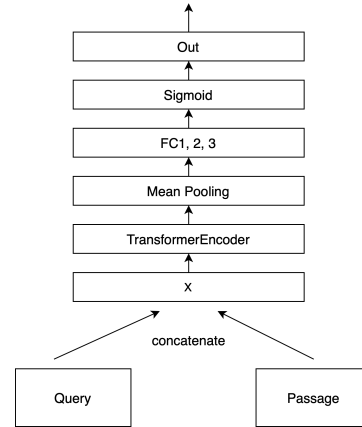 Out
Sigmoid
FC1, 2, 3
Mean Pooling
TransformerEncoder
X
concatenate
Query
Passage